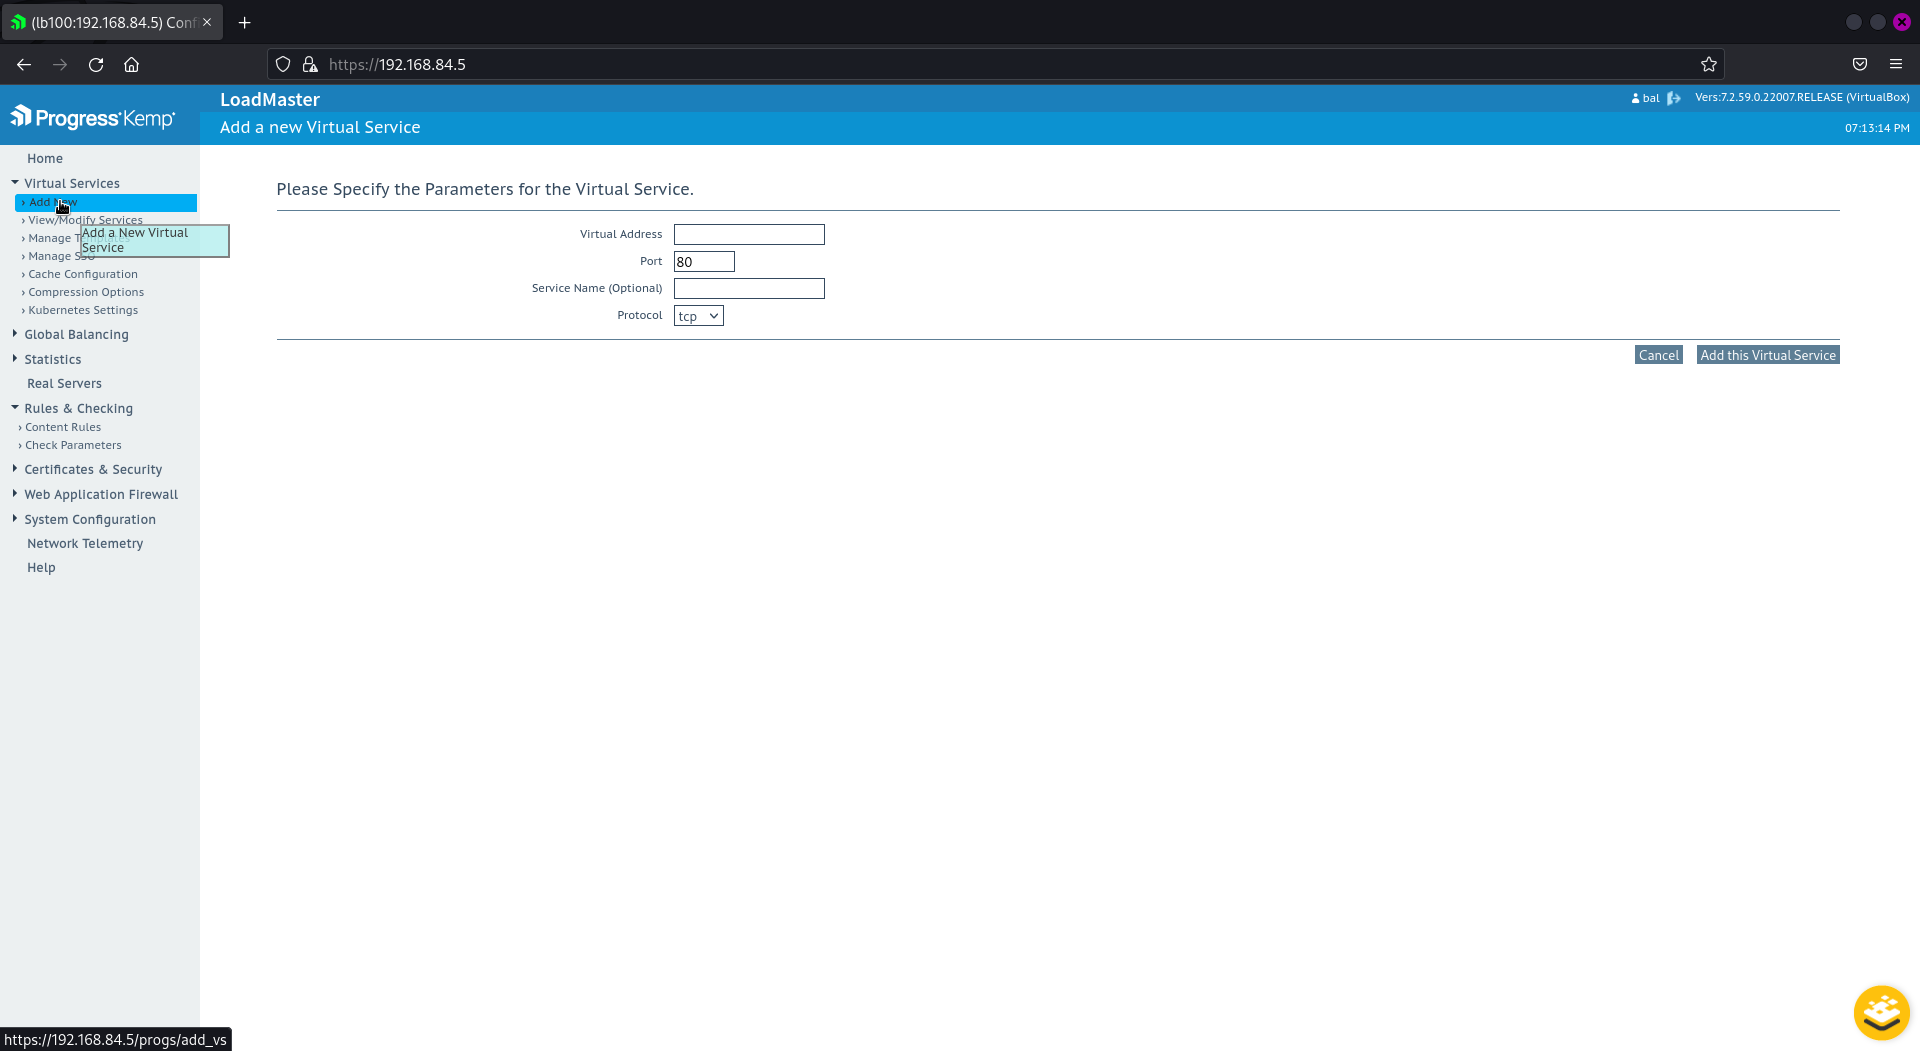 (lb100:192.168.84.5) Conf
https://192.168.84.5
Progress Kemp
LoadMaster
Add a new Virtual Service
bal
Vers:7.2.59.0.22007.RELEASE (VirtualBox)
07:13:14 PM
Home
Virtual Services
› Add New
› View/Modify Services
Add a New Virtual
Service
› Manage Templates
› Manage SSO
› Cache Configuration
› Compression Options
› Kubernetes Settings
Global Balancing
Statistics
Real Servers
Rules & Checking
› Content Rules
› Check Parameters
Certificates & Security
Web Application Firewall
System Configuration
Network Telemetry
Help
Please Specify the Parameters for the Virtual Service.
Virtual Address
Port 80
Service Name (Optional)
Protocol tcp
Cancel
Add this Virtual Service
https://192.168.84.5/progs/add_vs